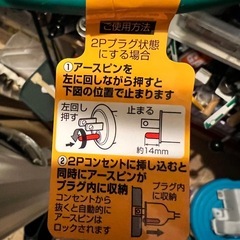 ご使用方法
2Pプラグ状態
にする場合
①アースピンを
左に回しながら押すと
下図の位置で止まります
左回し
押す
止まる
約14mm
②2Pコンセントに挿し込むと
同時にアースピンが
プラグ内に収納
コンセントから
抜くと自動的に
アースピンは
ロックされます
プラグ内
に収納